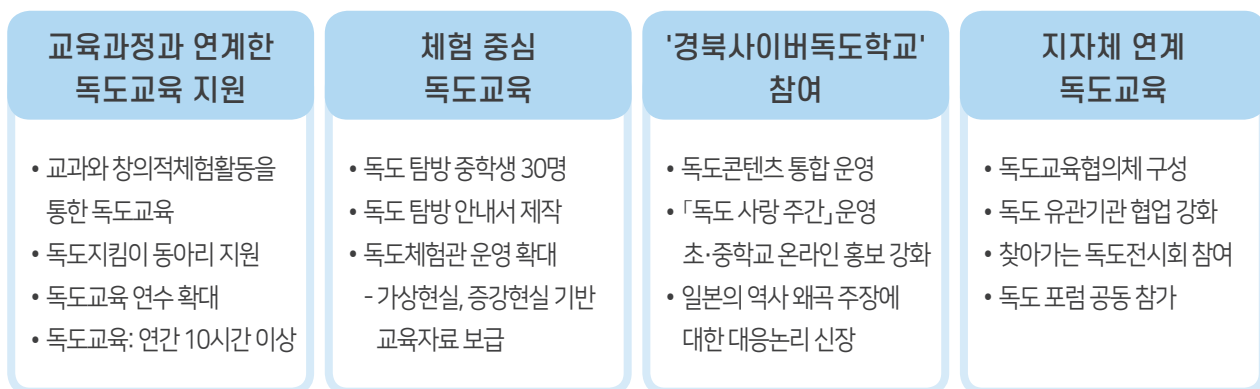 교육과정과 연계한
독도교육 지원
• 교과와 창의적체험활동을
통한 독도교육
• 독도지킴이 동아리 지원
• 독도교육 연수 확대
• 독도교육: 연간 10시간 이상
체험 중심
독도교육
• 독도 탐방 중학생 30명
• 독도 탐방 안내서 제작
• 독도체험관 운영 확대
- 가상현실, 증강현실 기반
교육자료 보급
'경북사이버독도학교'
참여
• 독도콘텐츠 통합 운영
• 「독도 사랑 주간」 운영
초·중학교 온라인 홍보 강화
• 일본의 역사 왜곡 주장에
대한 대응논리 신장
지자체 연계
독도교육
• 독도교육협의체 구성
• 독도 유관기관 협업 강화
• 찾아가는 독도전시회 참여
• 독도 포럼 공동 참가